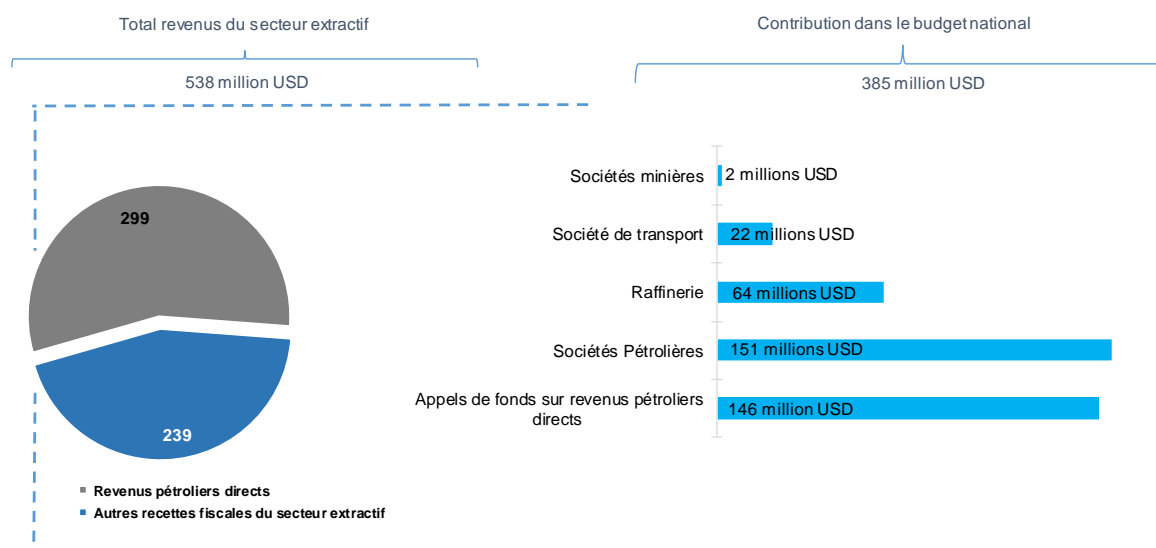 Total revenus du secteur extractif
538 million USD
299
239
Revenus pétroliers directs
Autres recettes fiscales du secteur extractif
Contribution dans le budget national
385 million USD
Sociétés minières
2 millions USD
Société de transport
22 millions USD
Raffinerie
64 millions USD
Sociétés Pétrolières
151 millions USD
Appels de fonds sur revenus pétroliers
directs
146 million USD